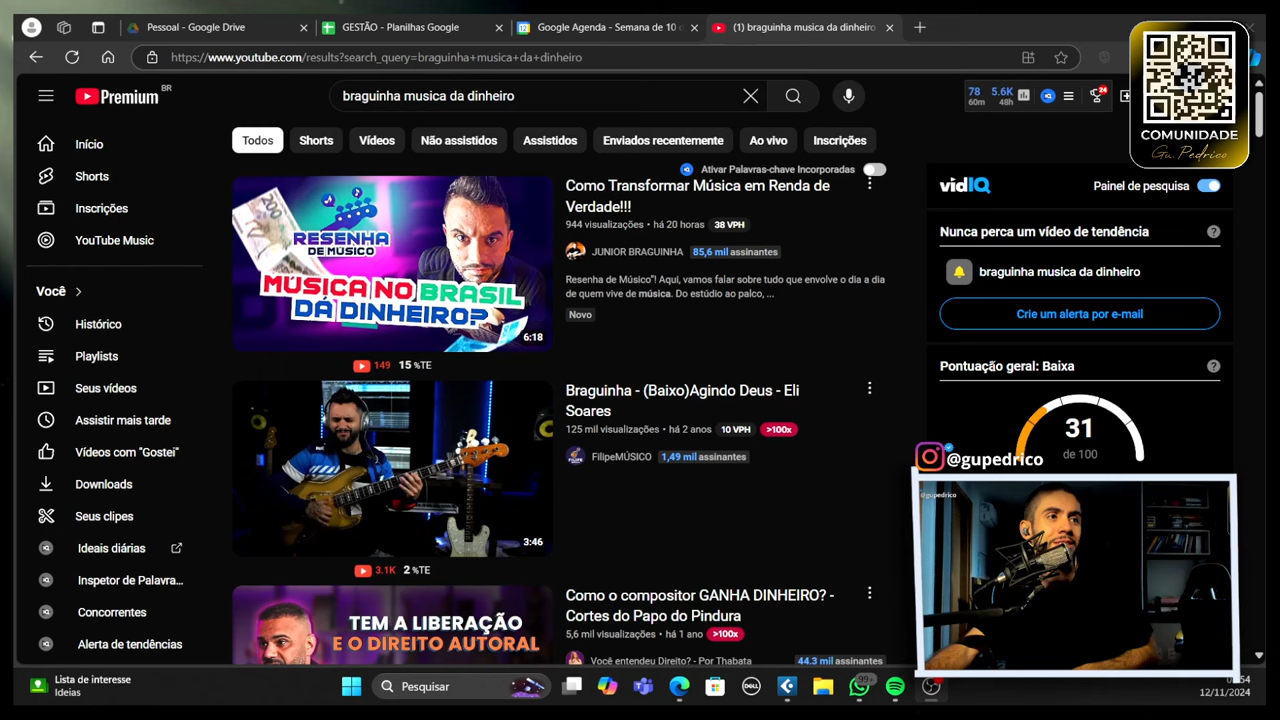 Pessoal - Google Drive
GESTÃO - Planilhas Google
Google Agenda - Semana de 10 d
(1) braguinha musica da dinheiro
https://www.youtube.com/results?search_query=braguinha+musica+da+dinheiro
Premium BR
braguinha musica da dinheiro
78
60m
5.6K
48h
24
COMUNIDADE
Gu. Pedrico
Início
Shorts
Inscrições
YouTube Music
Você
Histórico
Playlists
Seus vídeos
Assistir mais tarde
Vídeos com "Gostei"
Downloads
Seus clipes
Ideais diárias
Inspetor de Palavra...
Concorrentes
Alerta de tendências
Todos
Shorts
Vídeos
Não assistidos
Assistidos
Enviados recentemente
Ao vivo
Inscrições
Ativar Palavras-chave Incorporadas
200
RESENHA
DE MÚSICO
MÚSICA NO BRASIL
DÁ DINHEIRO?
6:18
149 15 %TE
Como Transformar Música em Renda de
Verdade!!!
944 visualizações • há 20 horas 38 VPH
JUNIOR BRAGUINHA 85,6 mil assinantes
Resenha de Músico"! Aqui, vamos falar sobre tudo que envolve o dia a dia
de quem vive de música. Do estúdio ao palco, ...
Novo
3:46
3.1K 2 %TE
Braguinha - (Baixo)Agindo Deus - Eli
Soares
125 mil visualizações • há 2 anos 10 VPH >100x
FilipeMÚSICO 1,49 mil assinantes
TEM A LIBERAÇÃO
E O DIREITO AUTORAL
Como o compositor GANHA DINHEIRO? -
Cortes do Papo do Pindura
5,6 mil visualizações • há 1 ano >100x
Você entendeu Direito? - Por Thabata 44.3 mil assinantes
vidIQ
Painel de pesquisa
Nunca perca um vídeo de tendência
braguinha musica da dinheiro
Crie um alerta por e-mail
Pontuação geral: Baixa
31
de 100
@gupedrico
@gupedrico
Lista de interesse
Ideias
Pesquisar
DELL
99+
12/11/2024